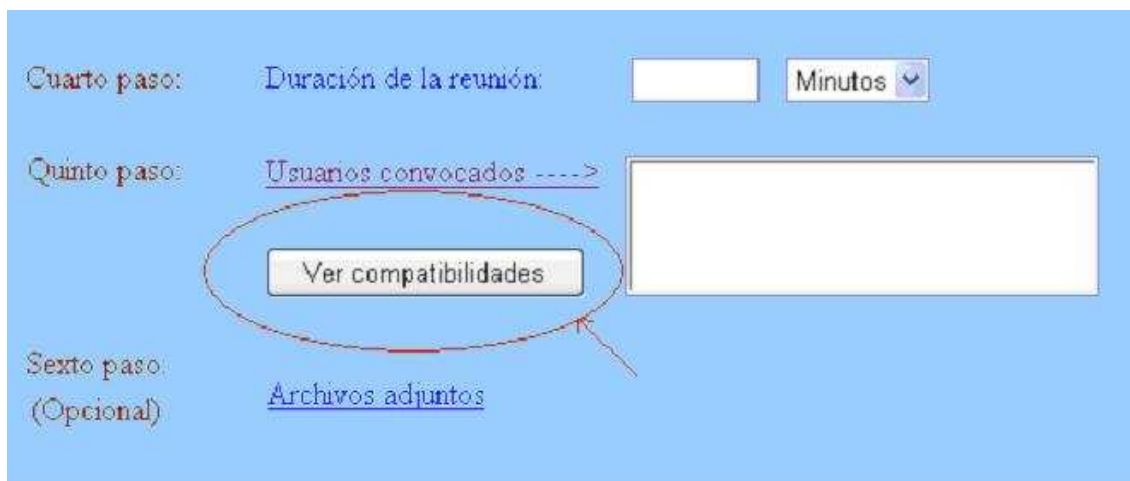 Cuarto paso: Duración de la reunión: Minutos
Quinto paso: Usuarios convocados ---->
Ver compatibilidades
Sexto paso:
(Opcional) Archivos adjuntos